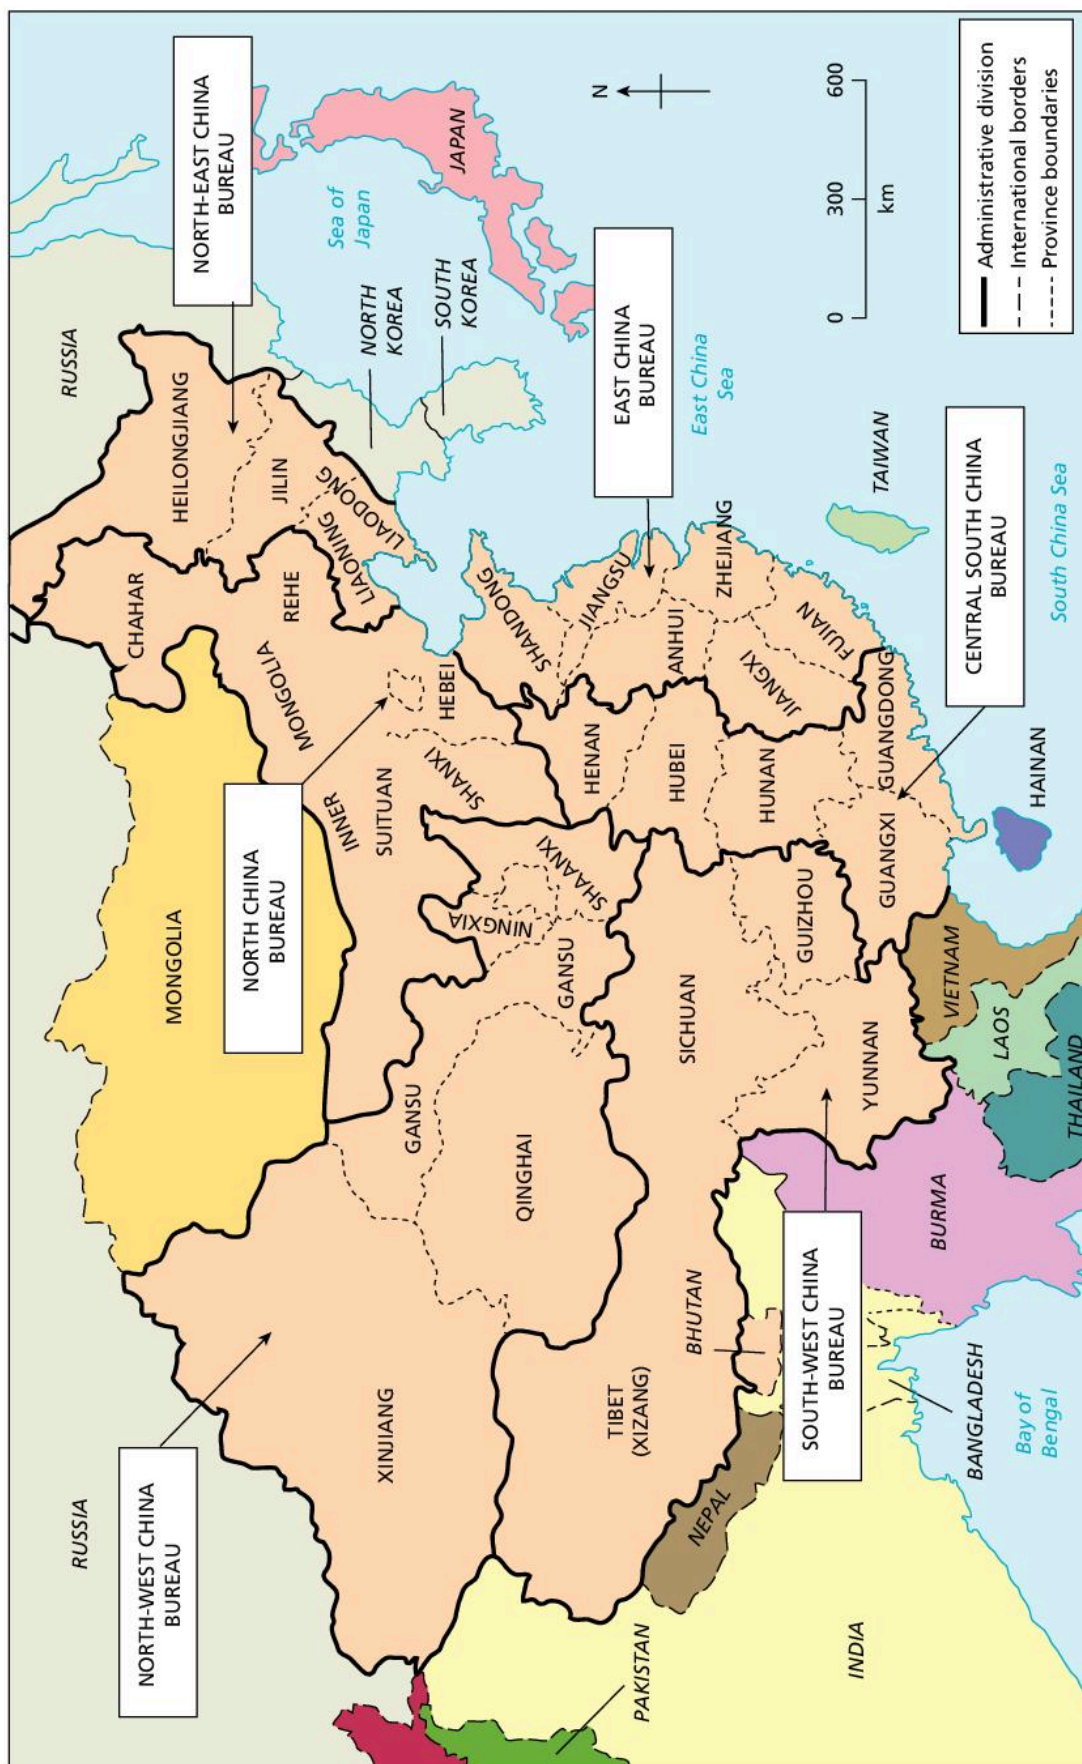 RUSSIA
RUSSIA
NORTH-EAST CHINA
BUREAU
NORTH-WEST CHINA
BUREAU
NORTH CHINA
BUREAU
EAST CHINA
BUREAU
CENTRAL SOUTH CHINA
BUREAU
SOUTH-WEST CHINA
BUREAU
HEILONGJIANG
JILIN
LIAODONG
LIAONING
CHAHAR
REHE
MONGOLIA
INNER
MONGOLIA
SUITUAN
HEBEI
SHANXI
SHAANXI
NINGXIA
GANSU
GANSU
QINGHAI
XINJIANG
TIBET
(XIZANG)
SICHUAN
SHANDONG
JIANGSU
HENAN
ANHUI
HUBEI
ZHEJIANG
JIANGXI
FUJIAN
HUNAN
GUIZHOU
YUNNAN
GUANGXI
GUANGDONG
HAINAN
TAIWAN
NORTH
KOREA
SOUTH
KOREA
JAPAN
Sea of
Japan
East China
Sea
South China Sea
Bay of
Bengal
PAKISTAN
INDIA
NEPAL
BHUTAN
BANGLADESH
BURMA
LAOS
VIETNAM
THAILAND
N
0 300 600
km
Administrative division
International borders
Province boundaries